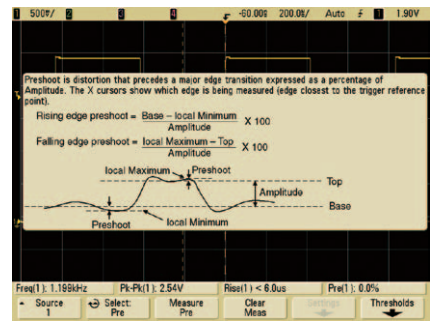 1 500▿/ 2 3 4 -60.00▿ 200.0▿/ Auto 1 1.90V
Preshoot is distortion that precedes a major edge transition expressed as a percentage of
Amplitude. The X cursors show which edge is being measured (edge closest to the trigger reference
point).
Rising edge preshoot = Base – local Minimum / Amplitude X 100
Falling edge preshoot = local Maximum – Top / Amplitude X 100
local Maximum Preshoot
Top
Amplitude
Base
Preshoot local Minimum
Freq(1): 1.199kHz Pk-Pk(1): 2.54V Rise(1) < 6.0us Pre(1): 0.0%
Source Select: Measure Clear Settings Thresholds
1 Pre Pre Meas